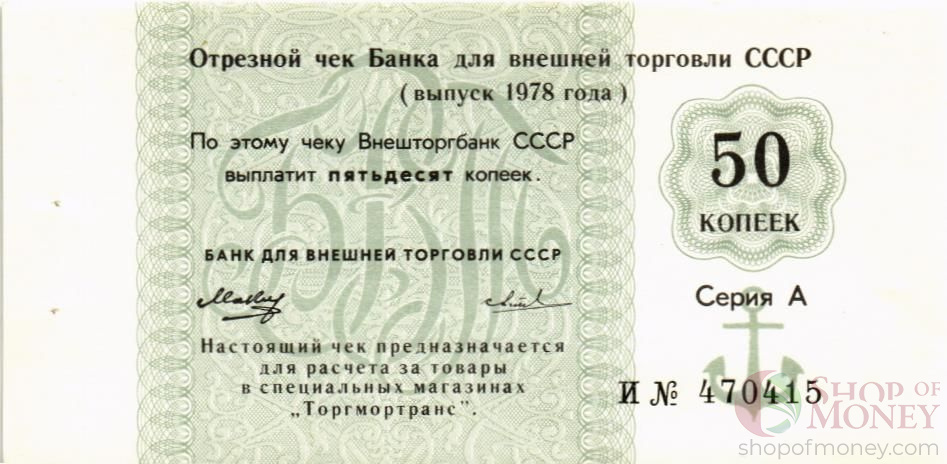 Отрезной чек Банка для внешней торговли СССР
(выпуск 1978 года)
По этому чеку Внешторгбанк СССР
выплатит пятьдесят копеек.
50
КОПЕЕК
БАНК ДЛЯ ВНЕШНЕЙ ТОРГОВЛИ СССР
Серия А
Настоящий чек предназначается
для расчета за товары
в специальных магазинах
„Торгмортранс".
И № 470415
SHOP OF
MONEY
shopofmoney.com